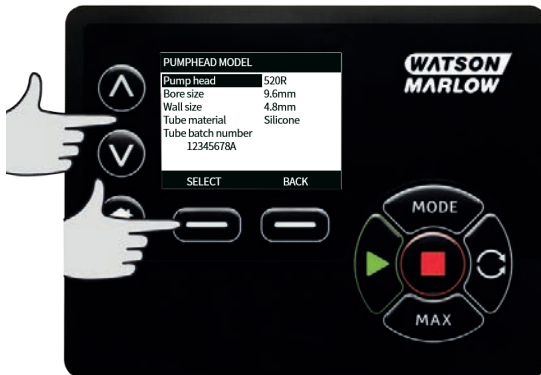 PUMPHEAD MODEL
Pump head 520R
Bore size 9.6mm
Wall size 4.8mm
Tube material Silicone
Tube batch number
12345678A
SELECT BACK
WATSON
MARLOW
MODE
MAX